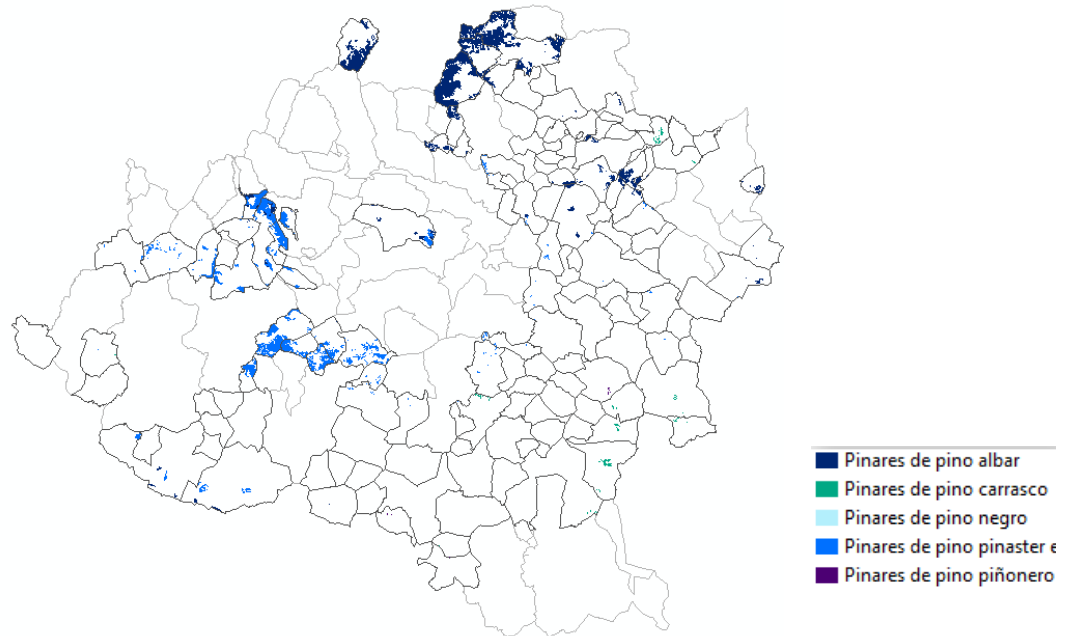 Pinares de pino albar
Pinares de pino carrasco
Pinares de pino negro
Pinares de pino pinaster e
Pinares de pino piñonero